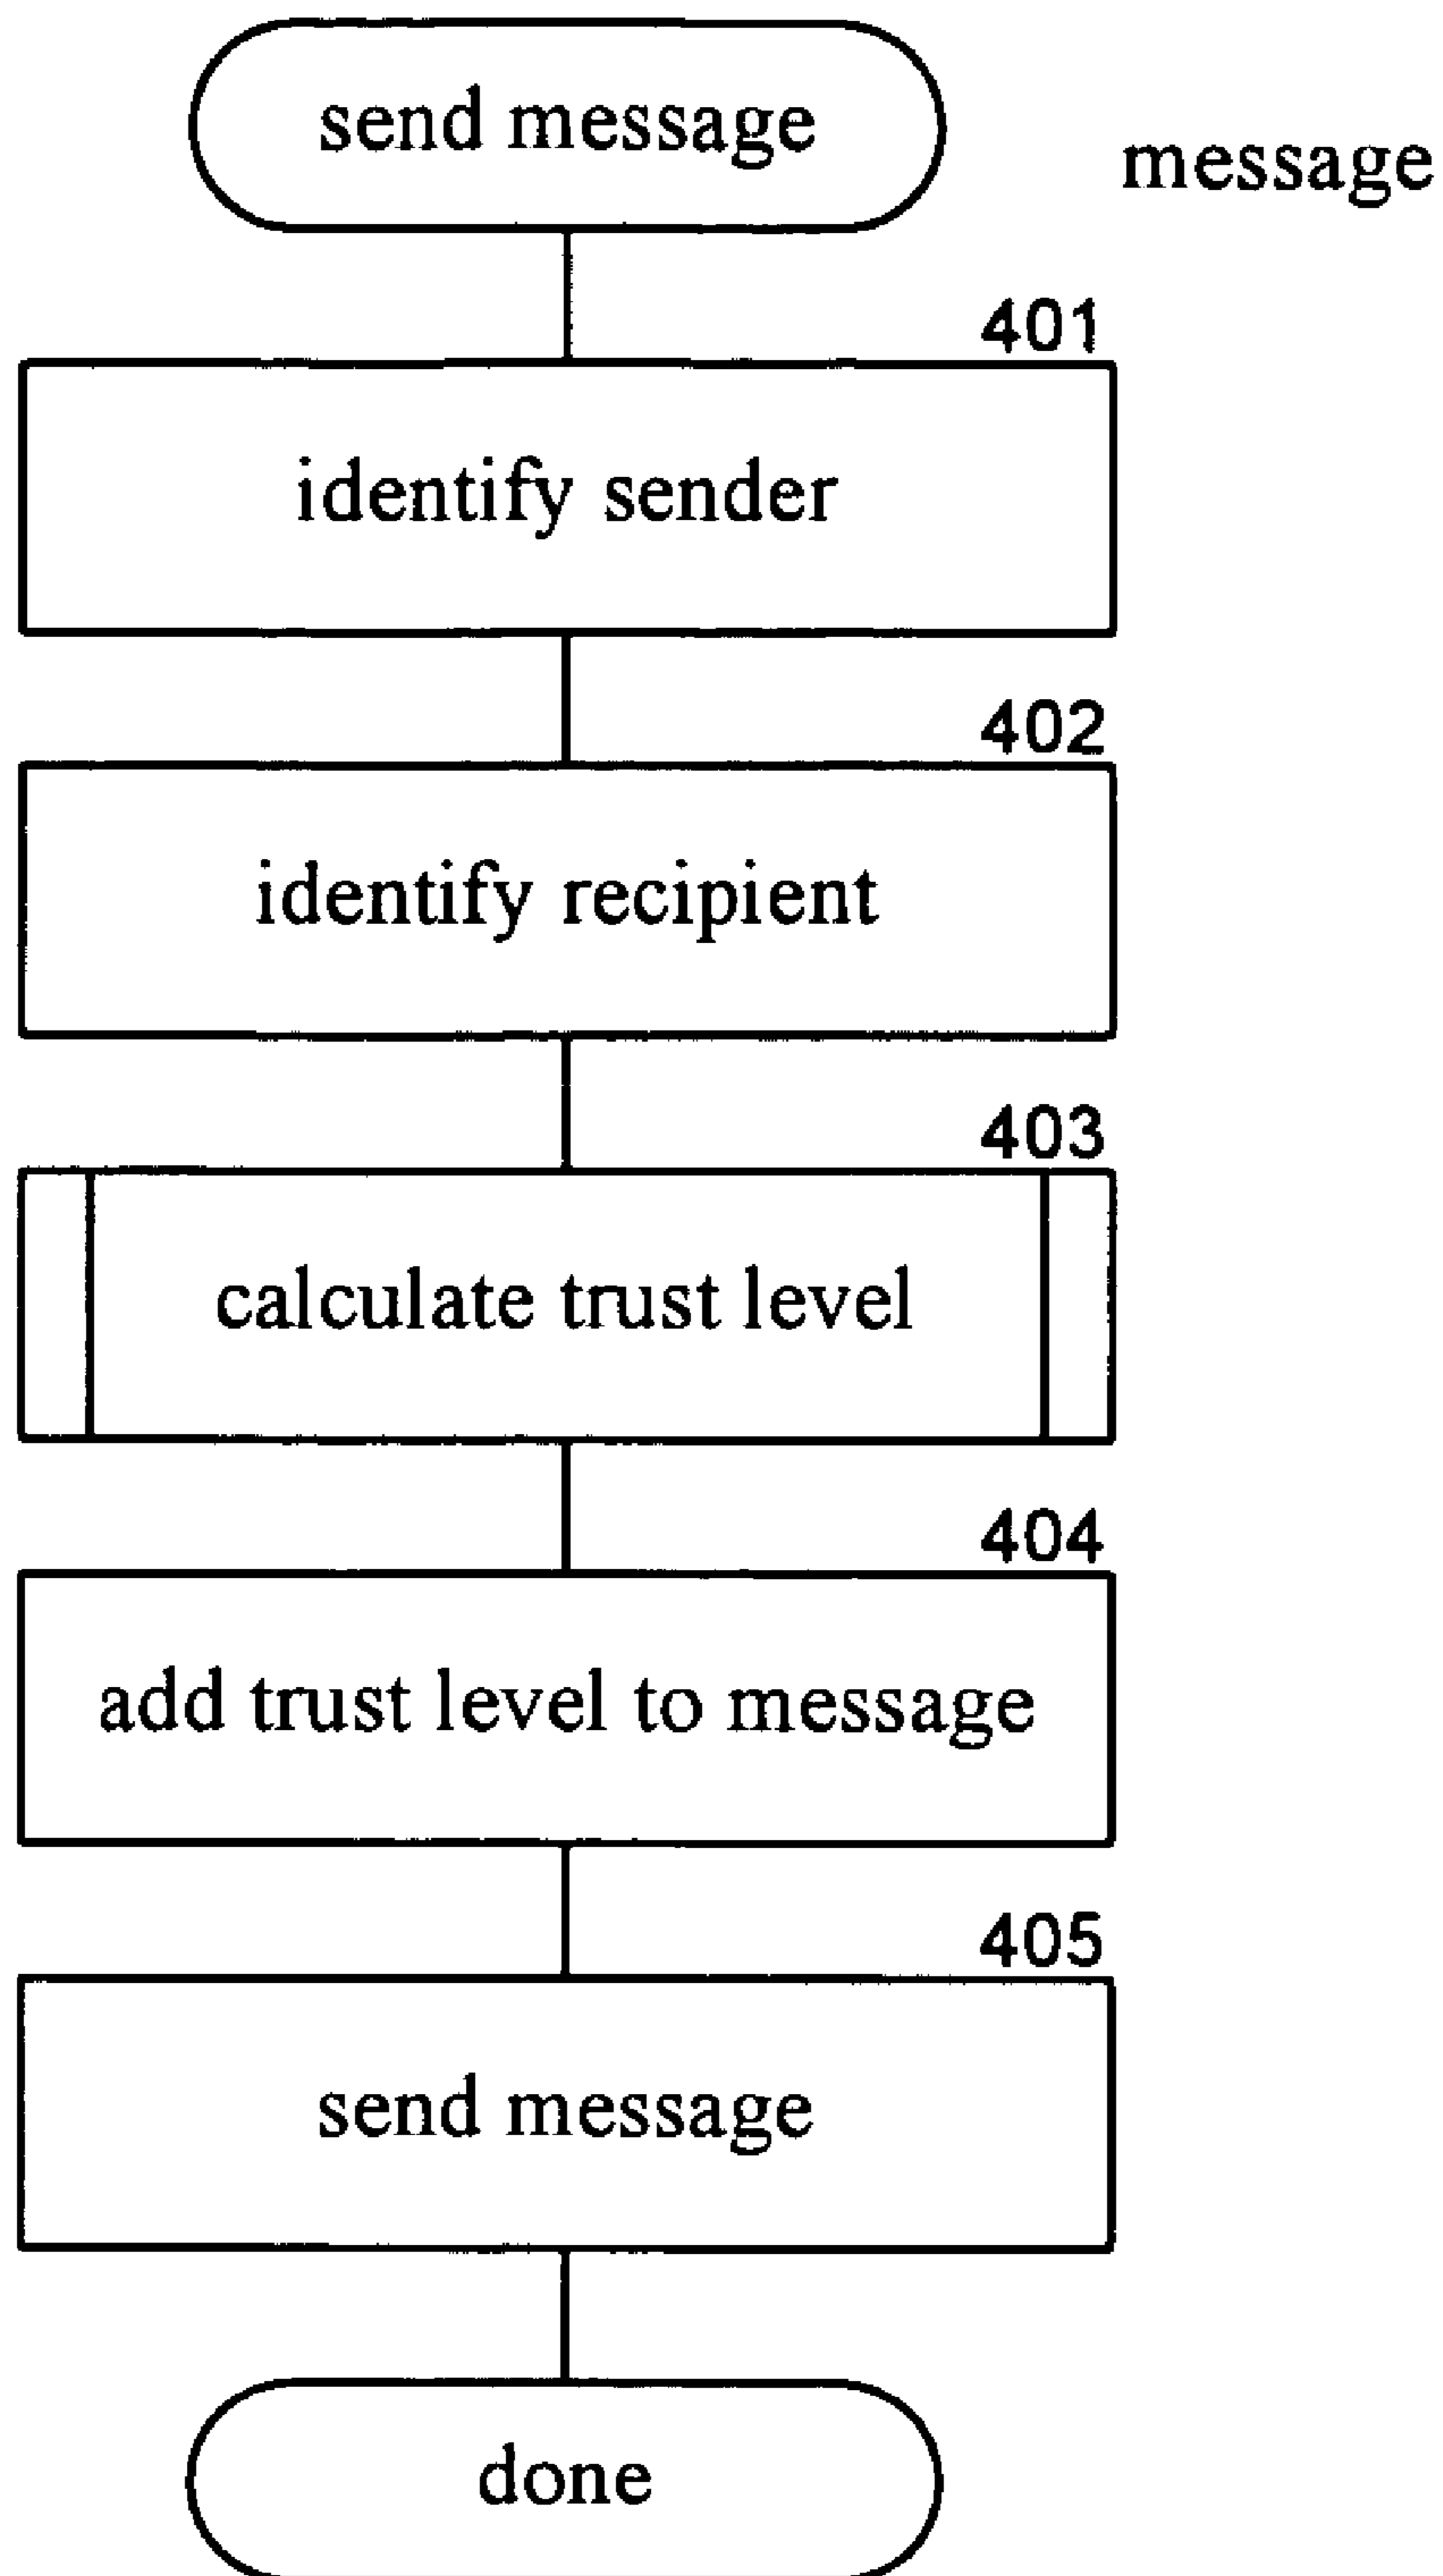 send message
message
401
identify sender
402
identify recipient
403
calculate trust level
404
add trust level to message
405
send message
done